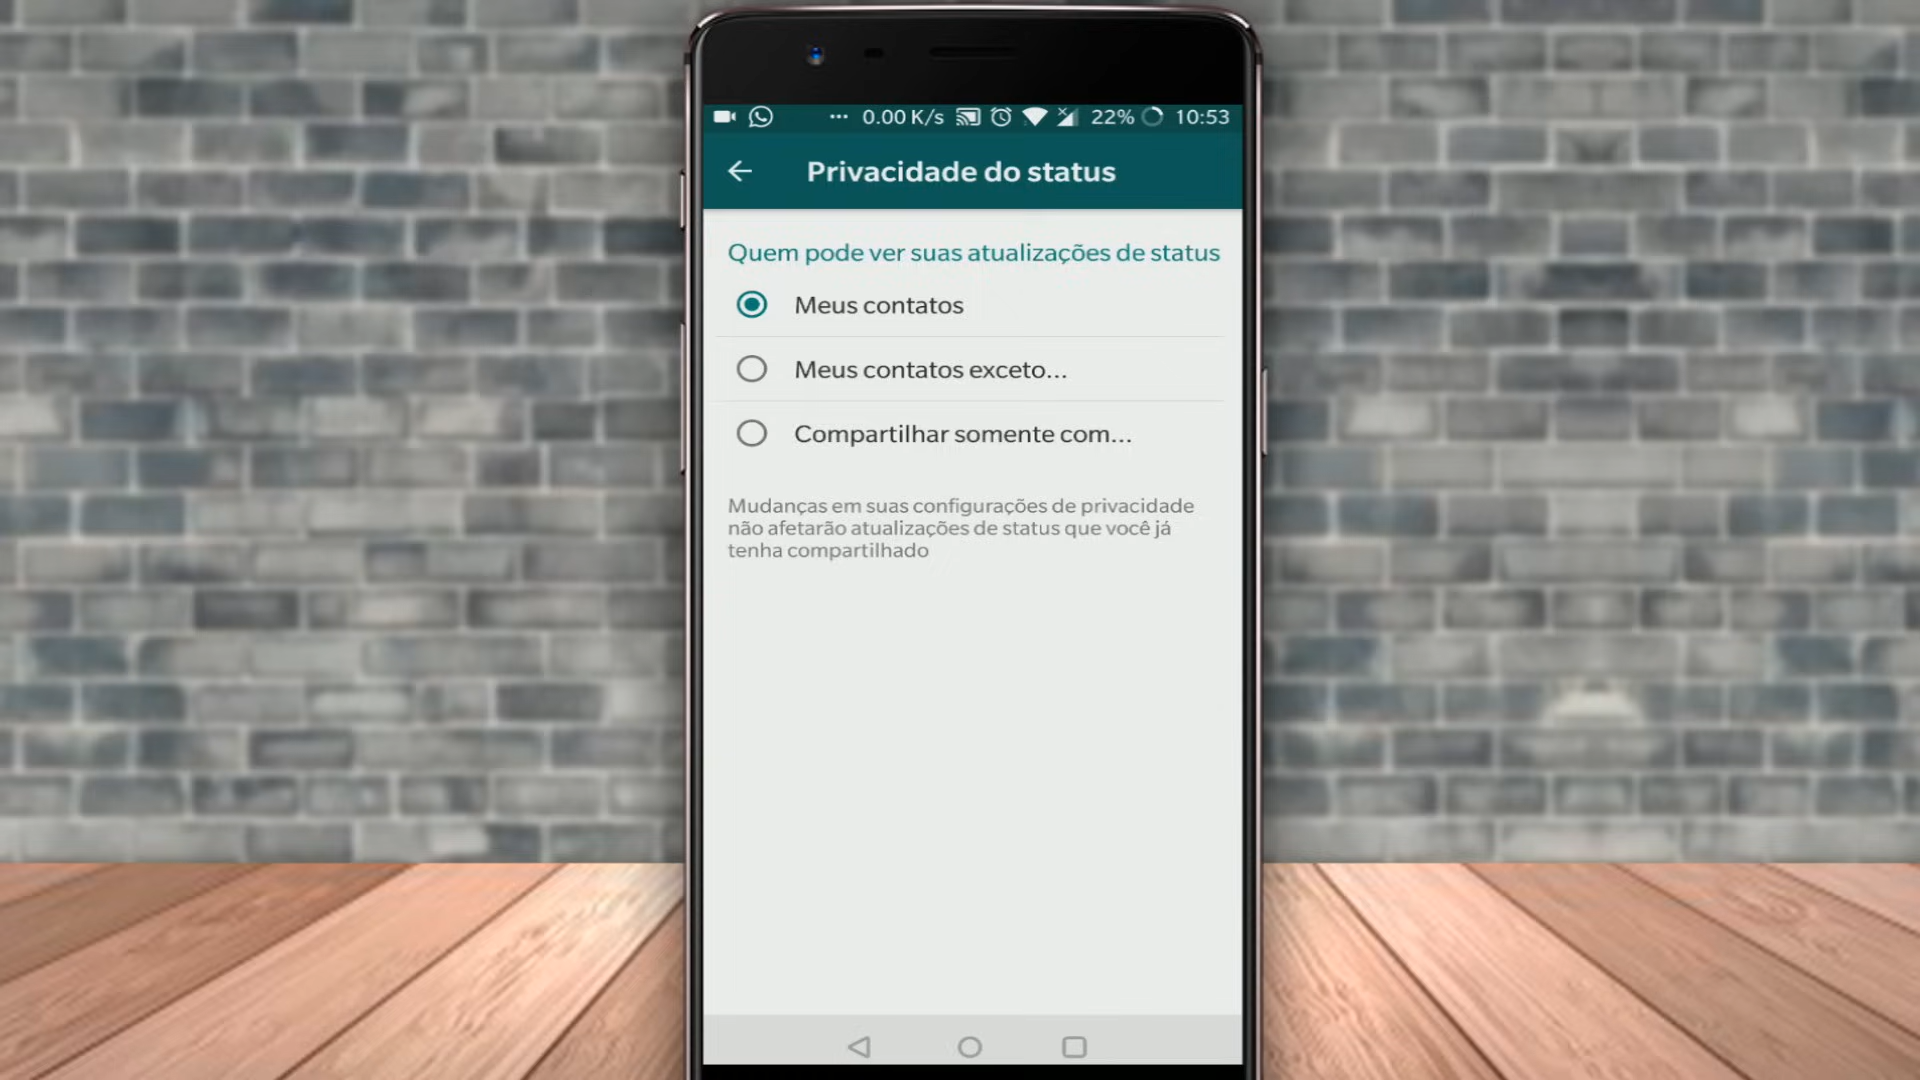 0.00 K/s 22% 10:53
Privacidade do status
Quem pode ver suas atualizações de status
Meus contatos
Meus contatos exceto...
Compartilhar somente com...
Mudanças em suas configurações de privacidade
não afetarão atualizações de status que você já
tenha compartilhado